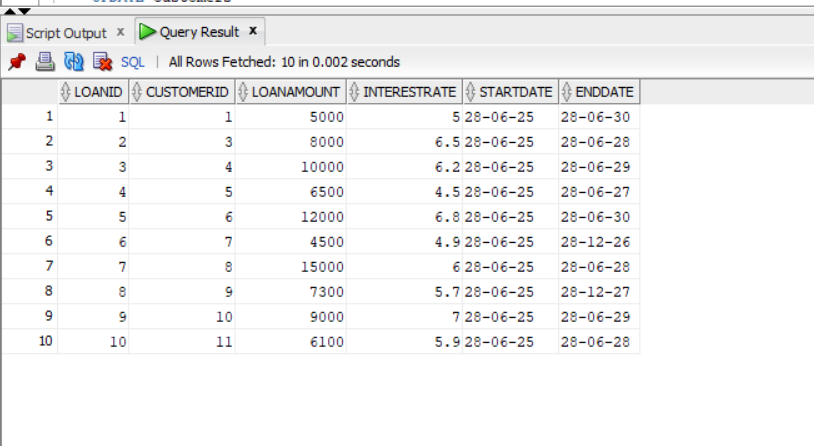 Script Output x Query Result x
SQL | All Rows Fetched: 10 in 0.002 seconds
LOANID CUSTOMERID LOANAMOUNT INTERESTRATE STARTDATE ENDDATE
1 1 1 5000 5 28-06-25 28-06-30
2 2 3 8000 6.5 28-06-25 28-06-28
3 3 4 10000 6.2 28-06-25 28-06-29
4 4 5 6500 4.5 28-06-25 28-06-27
5 5 6 12000 6.8 28-06-25 28-06-30
6 6 7 4500 4.9 28-06-25 28-12-26
7 7 8 15000 6 28-06-25 28-06-28
8 8 9 7300 5.7 28-06-25 28-12-27
9 9 10 9000 7 28-06-25 28-06-29
10 10 11 6100 5.9 28-06-25 28-06-28